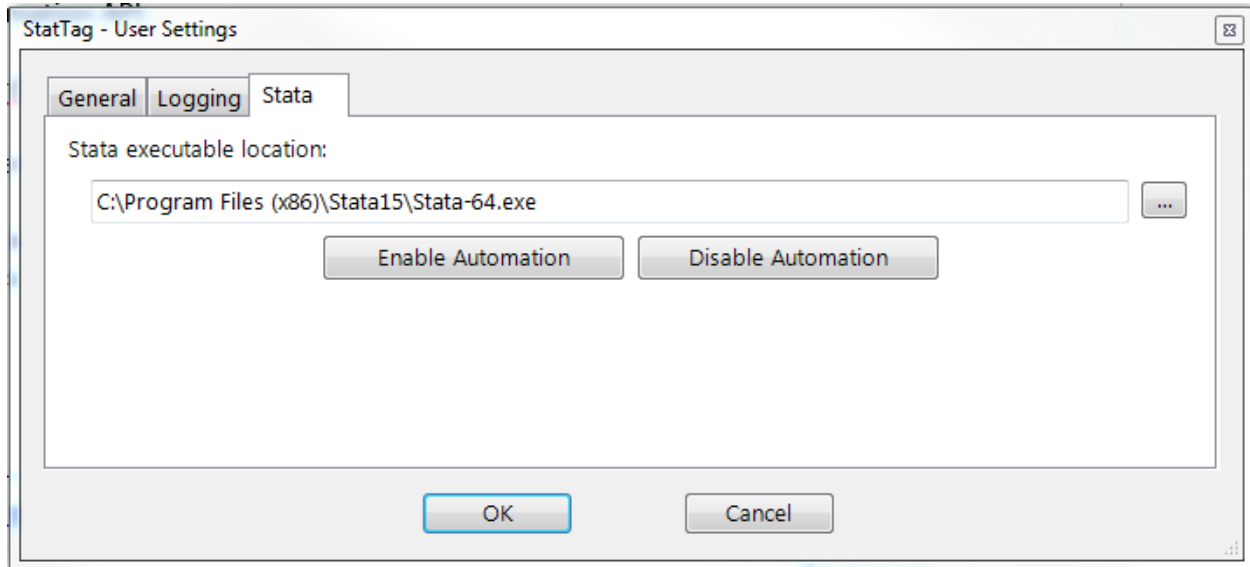 StatTag - User Settings
General Logging Stata
Stata executable location:
C:\Program Files (x86)\Stata15\Stata-64.exe
...
Enable Automation Disable Automation
OK Cancel